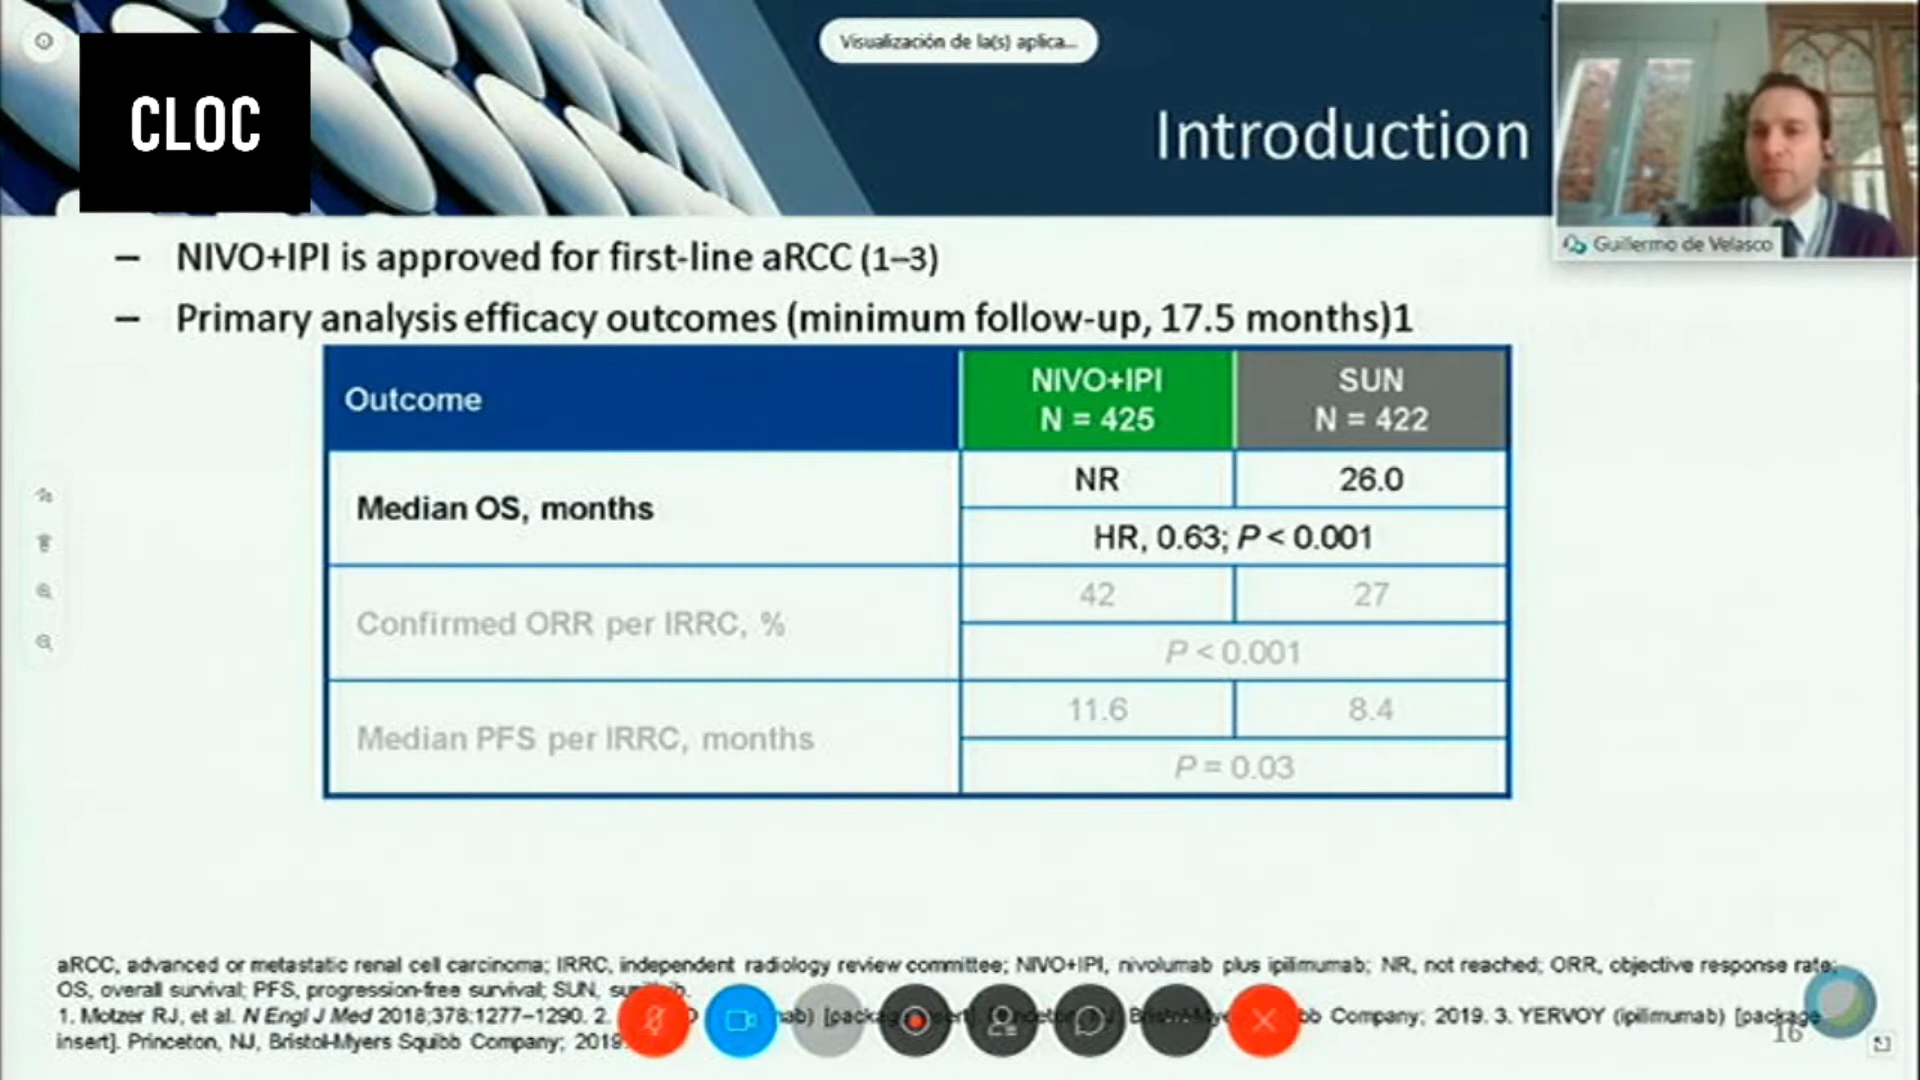 Visualización de la(s) aplica...
CLOC
Introduction
Guillermo de Velasco
– NIVO+IPI is approved for first-line aRCC (1–3)
– Primary analysis efficacy outcomes (minimum follow-up, 17.5 months)1
Outcome
NIVO+IPI
N = 425
SUN
N = 422
Median OS, months
NR
26.0
HR, 0.63; P < 0.001
Confirmed ORR per IRRC, %
42
27
P < 0.001
Median PFS per IRRC, months
11.6
8.4
P = 0.03
aRCC, advanced or metastatic renal cell carcinoma; IRRC, independent radiology review committee; NIVO+IPI, nivolumab plus ipilimumab; NR, not reached; ORR, objective response rate;
OS, overall survival; PFS, progression-free survival; SUN,
1. Motzer RJ, et al. N Engl J Med 2018;378:1277–1290. 2. Company; 2019. 3. YERVOY (ipilimumab) [package
insert]. Princeton, NJ, Bristol-Myers Squibb Company; 2019.
16